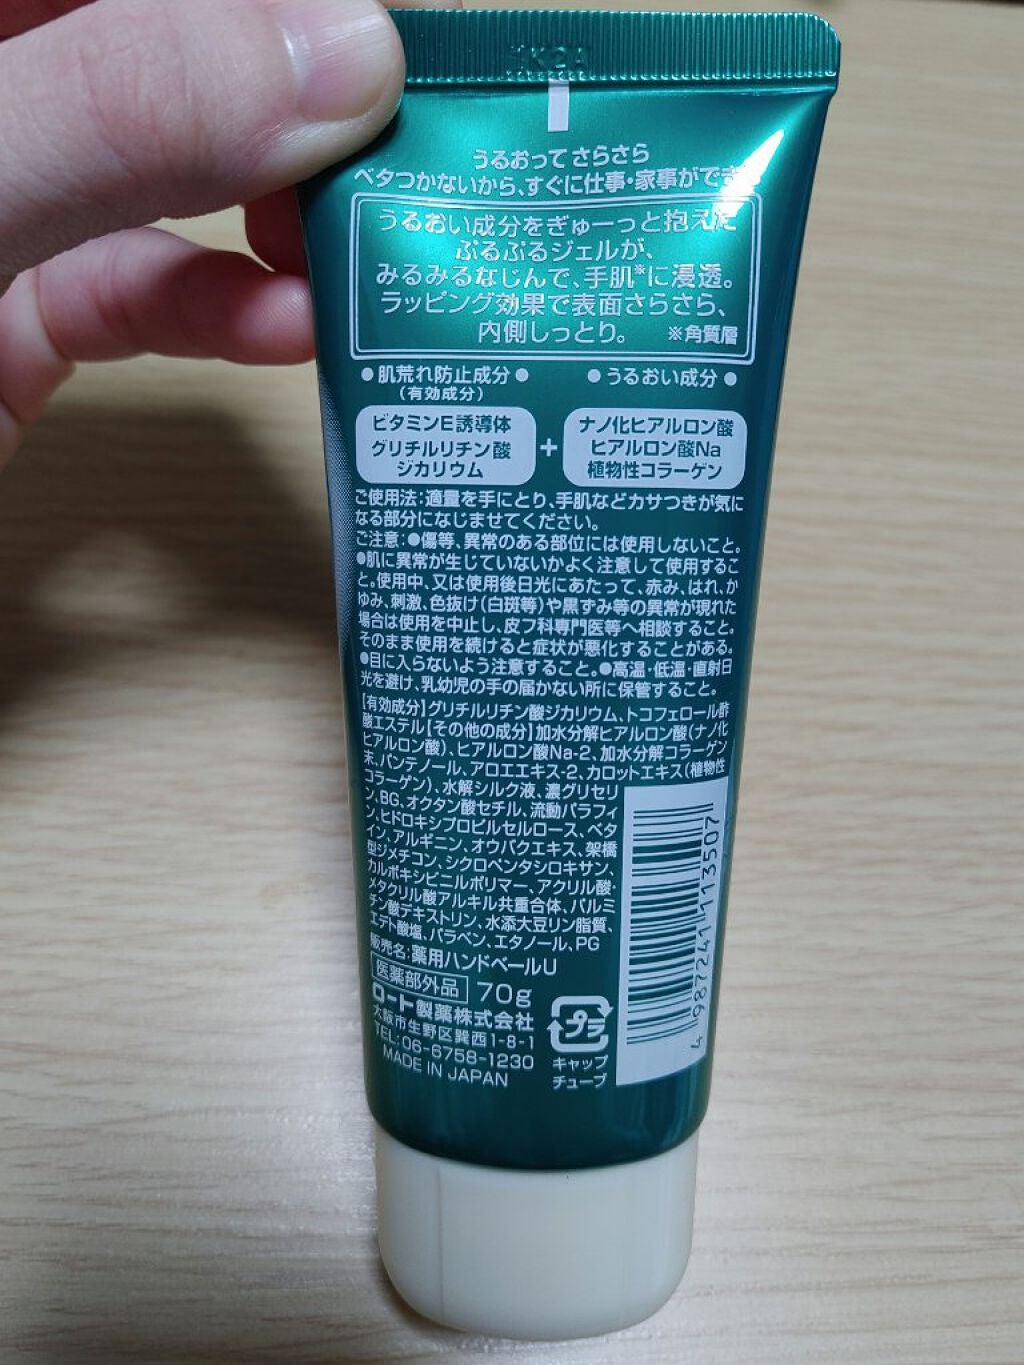 うるおって さらさら
ベタつかないから、すぐに仕事・家事ができ
うるおい成分をぎゅーっと抱えた
ぷるぷるジェルが、
みるみるなじんで、手肌※に浸透。
ラッピング効果で表面さらさら、
内側しっとり。 ※角質層
●肌荒れ防止成分● ●うるおい成分●
(有効成分)
ビタミンE誘導体
グリチルリチン酸
ジカリウム
+
ナノ化ヒアルロン酸
ヒアルロン酸Na
植物性コラーゲン
ご使用法:適量を手にとり、手肌などカサつきが気に
なる部分になじませてください。
ご注意:●傷等、異常のある部位には使用しないこと。
●肌に異常が生じていないかよく注意して使用するこ
と。使用中、又は使用後日光にあたって、赤み、はれ、か
ゆみ、刺激、色抜け(白斑等)や黒ずみ等の異常が現れた
場合は使用を中止し、皮フ科専門医等へ相談すること。
そのまま使用を続けると症状が悪化することがある。
●目に入らないよう注意すること。●高温・低温・直射日
光を避け、乳幼児の手の届かない所に保管すること。
【有効成分】グリチルリチン酸ジカリウム、トコフェロール酢
酸エステル【その他の成分】加水分解ヒアルロン酸(ナノ化
ヒアルロン酸)、ヒアルロン酸Na-2、加水分解コラーゲン
末、パンテノール、アロエエキス-2、カロットエキス(植物性
コラーゲン)、水解シルク液、濃グリセリ
ン、BG、オクタン酸セチル、流動パラフィ
ン、ヒドロキシプロピルセルロース、ベタ
イン、アルギニン、オウバクエキス、架橋
型ジメチコン、シクロペンタシロキサン、
カルボキシビニルポリマー、アクリル酸・
メタクリル酸アルキル共重合体、パルミ
チン酸デキストリン、水添大豆リン脂質、
エデト酸塩、パラベン、エタノール、PG
販売名:薬用ハンドベールU
医薬部外品 70g
ロート製薬株式会社
大阪市生野区巽西1-8-1
TEL:06-6758-1230
MADE IN JAPAN
プラ
キャップ
チューブ
4 987241 113507